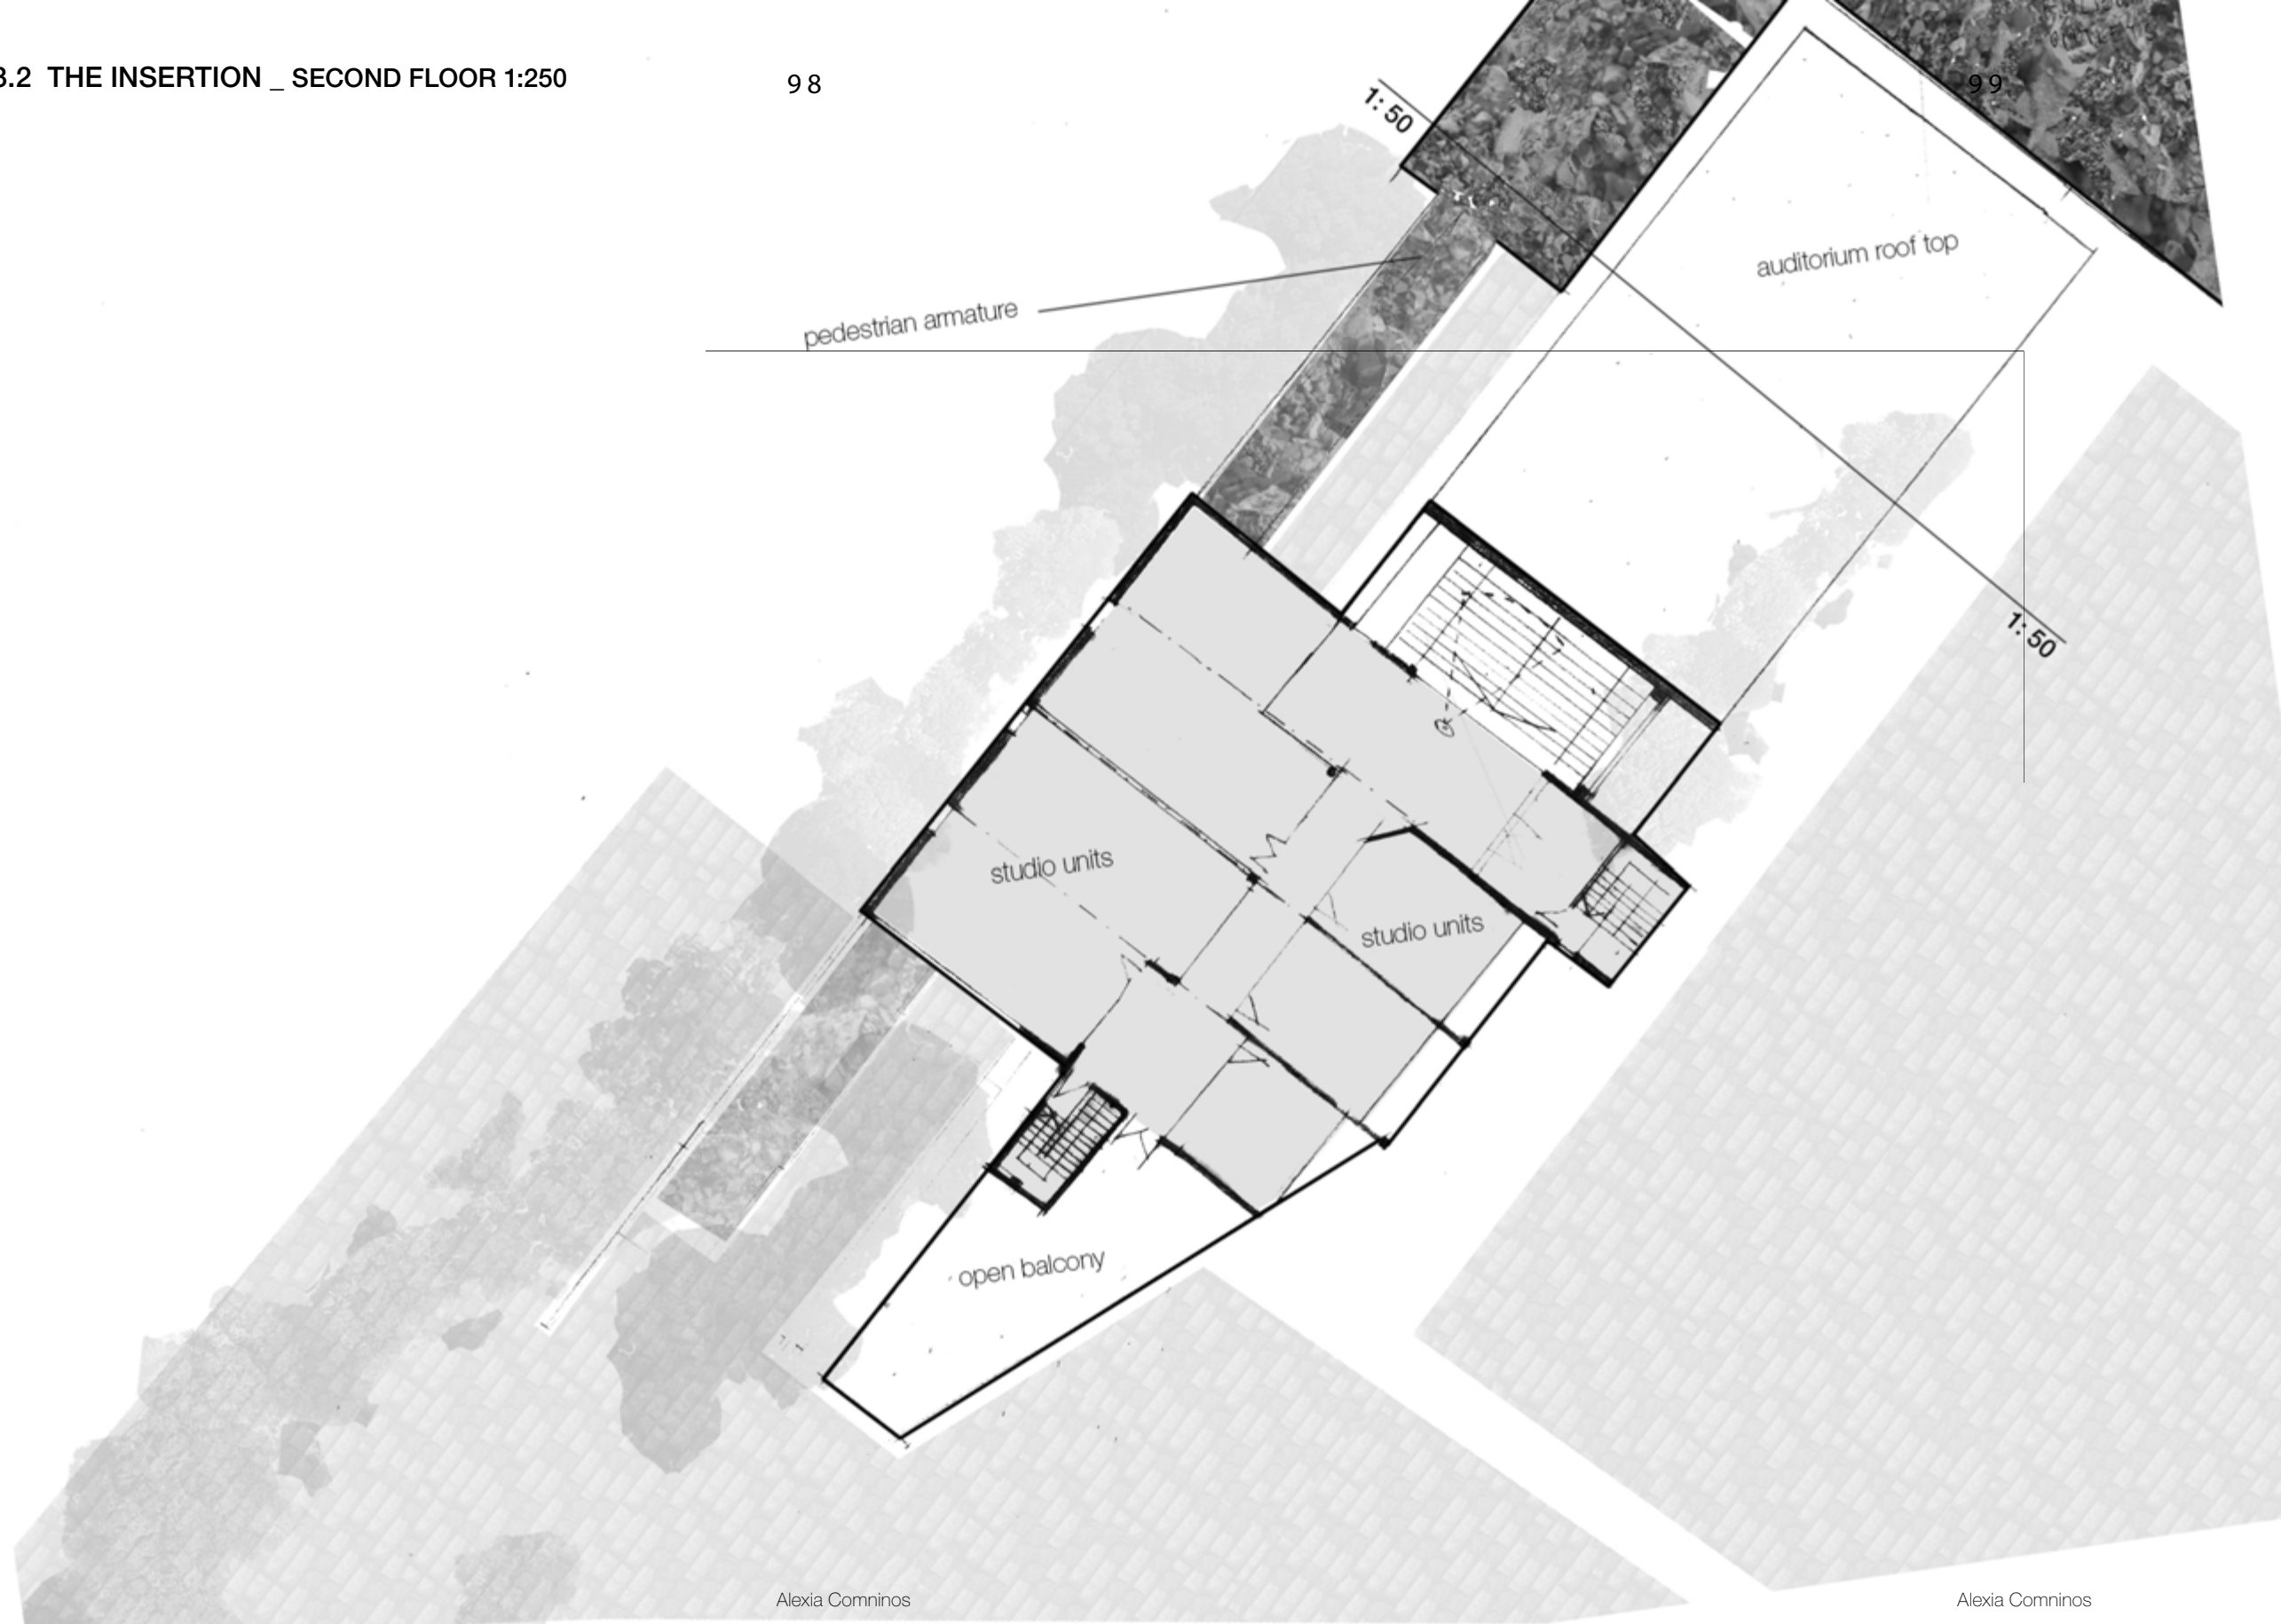 3.2 THE INSERTION _ SECOND FLOOR 1:250
98
99
1: 50
auditorium roof top
pedestrian armature
1: 50
studio units
studio units
open balcony
Alexia Comninos
Alexia Comninos